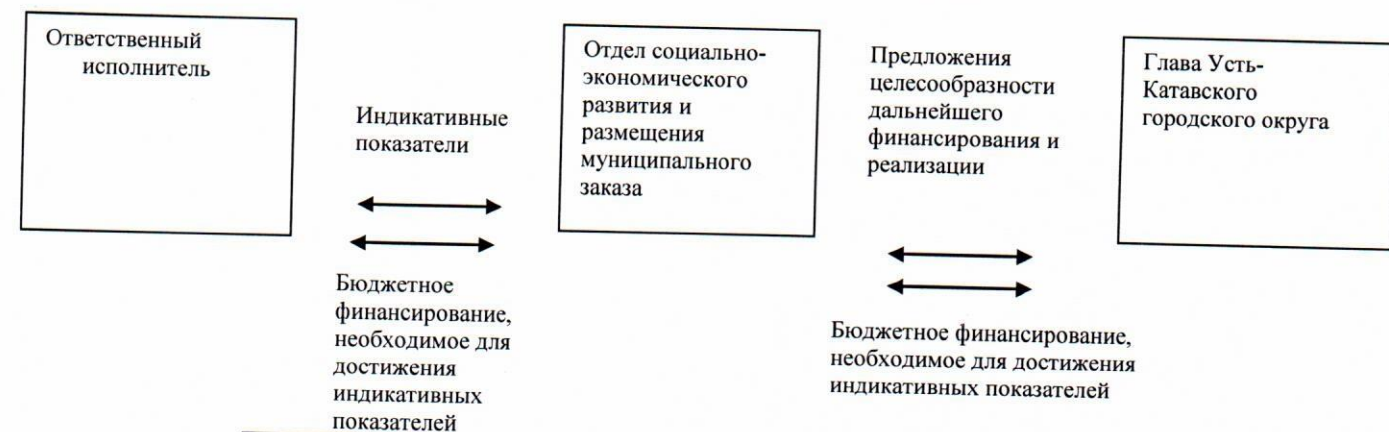 Ответственный
исполнитель
Индикативные
показатели
Бюджетное
финансирование,
необходимое для
достижения
индикативных
показателей
Отдел социально-
экономического
развития и
размещения
муниципального
заказа
Предложения
целесообразности
дальнейшего
финансирования и
реализации
Бюджетное финансирование,
необходимое для достижения
индикативных показателей
Глава Усть-
Катавского
городского округа